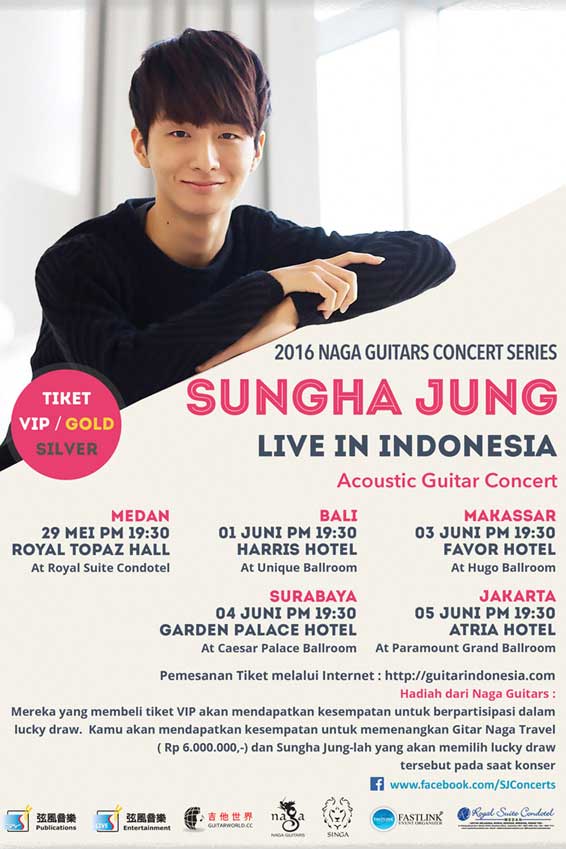 2016 NAGA GUITARS CONCERT SERIES
SUNGHA JUNG
LIVE IN INDONESIA
Acoustic Guitar Concert
TIKET
VIP / GOLD
SILVER
MEDAN
29 MEI PM 19:30
ROYAL TOPAZ HALL
At Royal Suite Condotel
BALI
01 JUNI PM 19:30
HARRIS HOTEL
At Unique Ballroom
MAKASSAR
03 JUNI PM 19:30
FAVOR HOTEL
At Hugo Ballroom
SURABAYA
04 JUNI PM 19:30
GARDEN PALACE HOTEL
At Caesar Palace Ballroom
JAKARTA
05 JUNI PM 19:30
ATRIA HOTEL
At Paramount Grand Ballroom
Pemesanan Tiket melalui Internet : http://guitarindonesia.com
Hadiah dari Naga Guitars :
Mereka yang membeli tiket VIP akan mendapatkan kesempatan untuk berpartisipasi dalam
lucky draw. Kamu akan mendapatkan kesempatan untuk memenangkan Gitar Naga Travel
( Rp 6.000.000,-) dan Sungha Jung-lah yang akan memilih lucky draw
tersebut pada saat konser
f www.facebook.com/SJConcerts
弦風音樂
Publications
LIVE
弦風音樂
Entertainment
吉他世界
GUITARWORLD.CC
naga
NAGA GUITARS
SINGA
FASTLINK
FASTLINK
EVENT ORGANIZER
Royal Suite Condotel
MEDAN